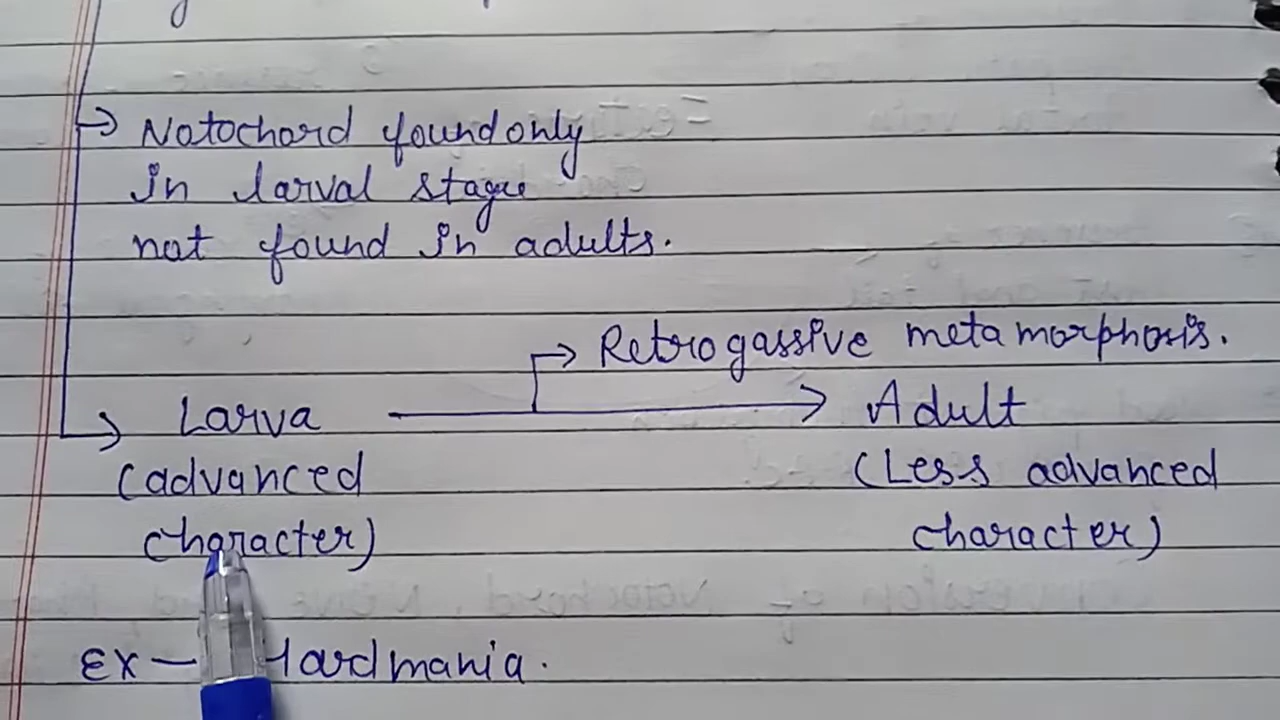 → Notochord found only
in larval stage
not found in adults.
→ Retrogassive metamorphosis.
→ Larva → Adult
(advanced (Less advanced
character) character)
Ex — Hardmania.